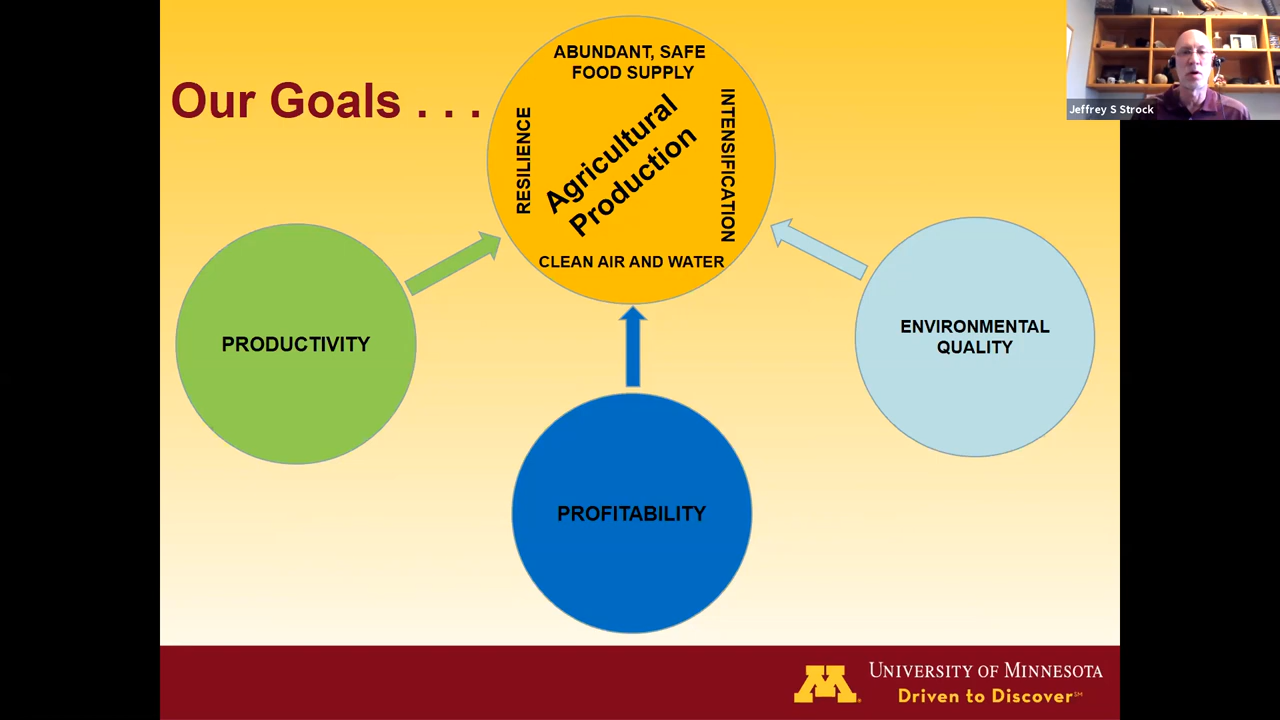 Our Goals . . .
ABUNDANT, SAFE
FOOD SUPPLY
RESILIENCE
Agricultural
Production
INTENSIFICATION
CLEAN AIR AND WATER
PRODUCTIVITY
ENVIRONMENTAL
QUALITY
PROFITABILITY
Jeffrey S Strock
M
UNIVERSITY OF MINNESOTA
Driven to Discover℠